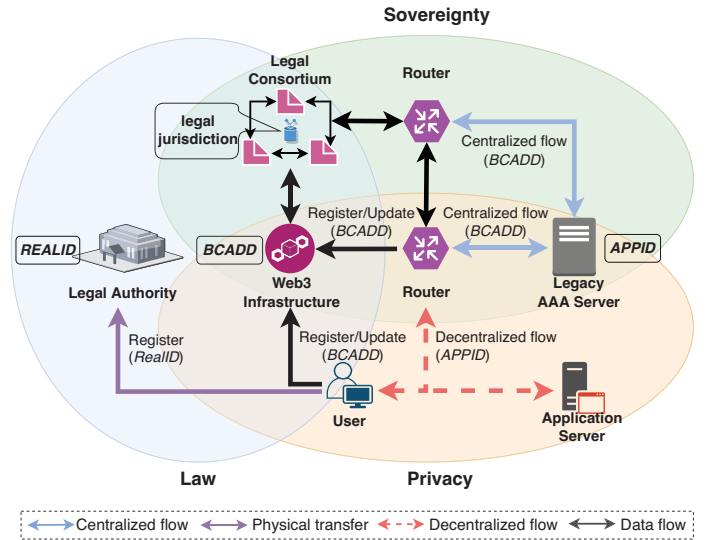 Sovereignty
Legal
Consortium
Router
legal
jurisdiction
Centralized flow
(BCADD)
Register/Update
(BCADD)
Centralized flow
(BCADD)
REALID
BCADD
APPID
Legal Authority
Web3
Infrastructure
Router
Legacy
AAA Server
Register
(RealID)
Register/Update
(BCADD)
Decentralized flow
(APPID)
User
Application
Server
Law
Privacy
Centralized flow
Physical transfer
Decentralized flow
Data flow